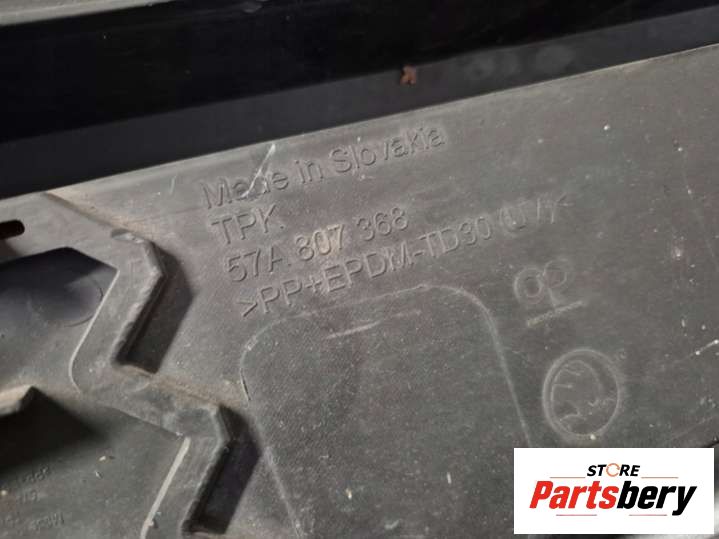 Made in Slovakia
TPK
57A 807 368
>PP+EPDM-TD30 (UV)<
STORE
Partsbery